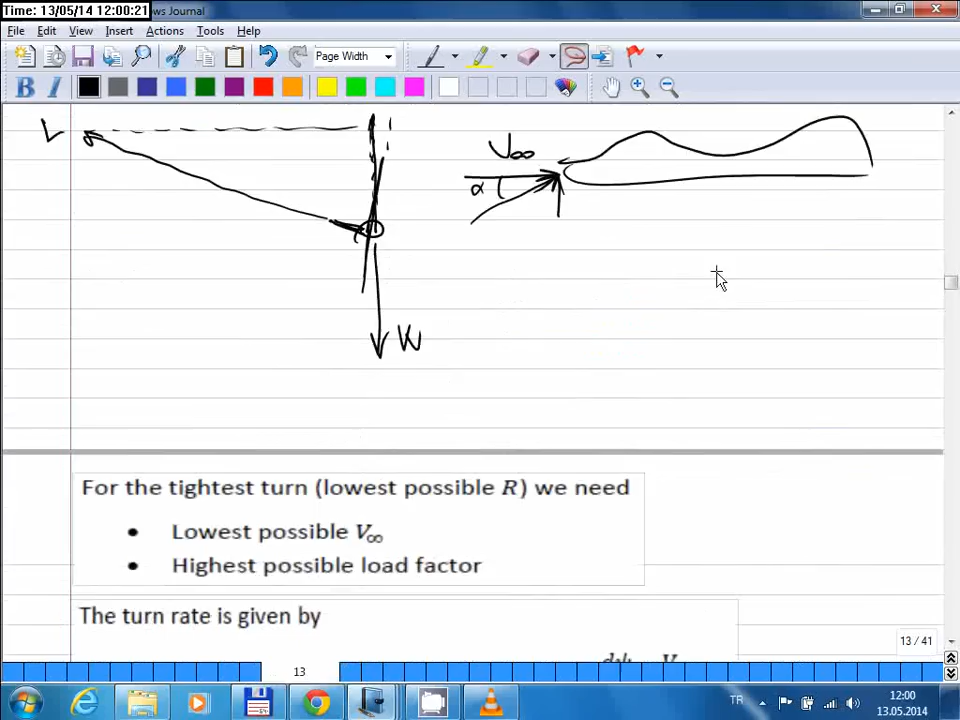 Time: 13/05/14 12:00:21
ows Journal
File Edit View Insert Actions Tools Help
Page Width
B I
L
V∞
α
W
For the tightest turn (lowest possible R) we need
• Lowest possible V∞
• Highest possible load factor
The turn rate is given by
13 / 41
13
TR
12:00
13.05.2014